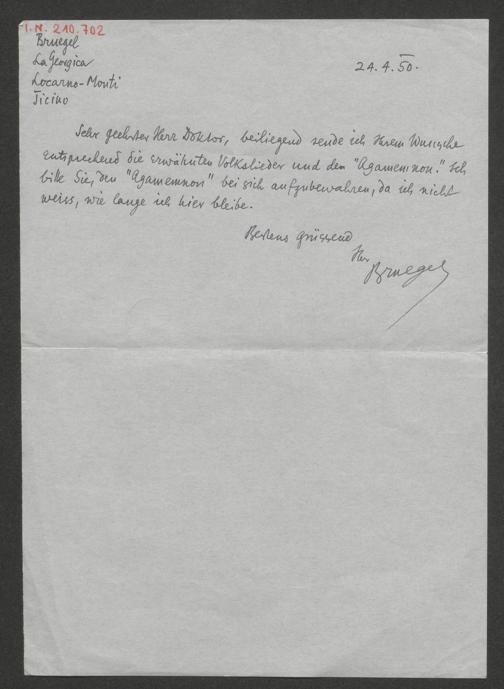 I.N. 210.702
Bruegel
La Georgica
Locarno-Monti
Ticino
24.4.50.
Sehr geehrter Herr Doktor, beiliegend sende ich Ihrem Wunsche
entsprechend die erwähnten Volkslieder und den "Agamemnon." Ich
bitte Sie, den "Agamemnon" bei sich aufzubewahren, da ich nicht
weiss, wie lange ich hier bleibe.
Bestens grüssend
Ihr
Bruegel